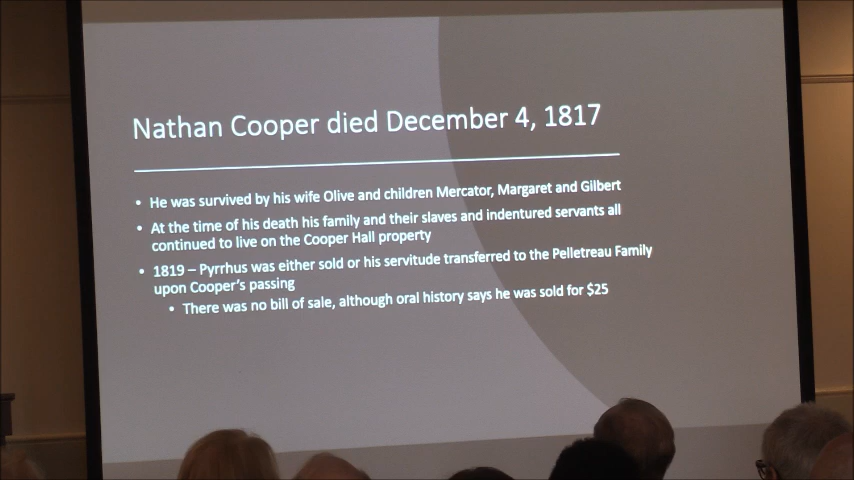 Nathan Cooper died December 4, 1817
• He was survived by his wife Olive and children Mercator, Margaret and Gilbert
• At the time of his death his family and their slaves and indentured servants all
continued to live on the Cooper Hall property
• 1819 – Pyrrhus was either sold or his servitude transferred to the Pelletreau Family
upon Cooper's passing
• There was no bill of sale, although oral history says he was sold for $25